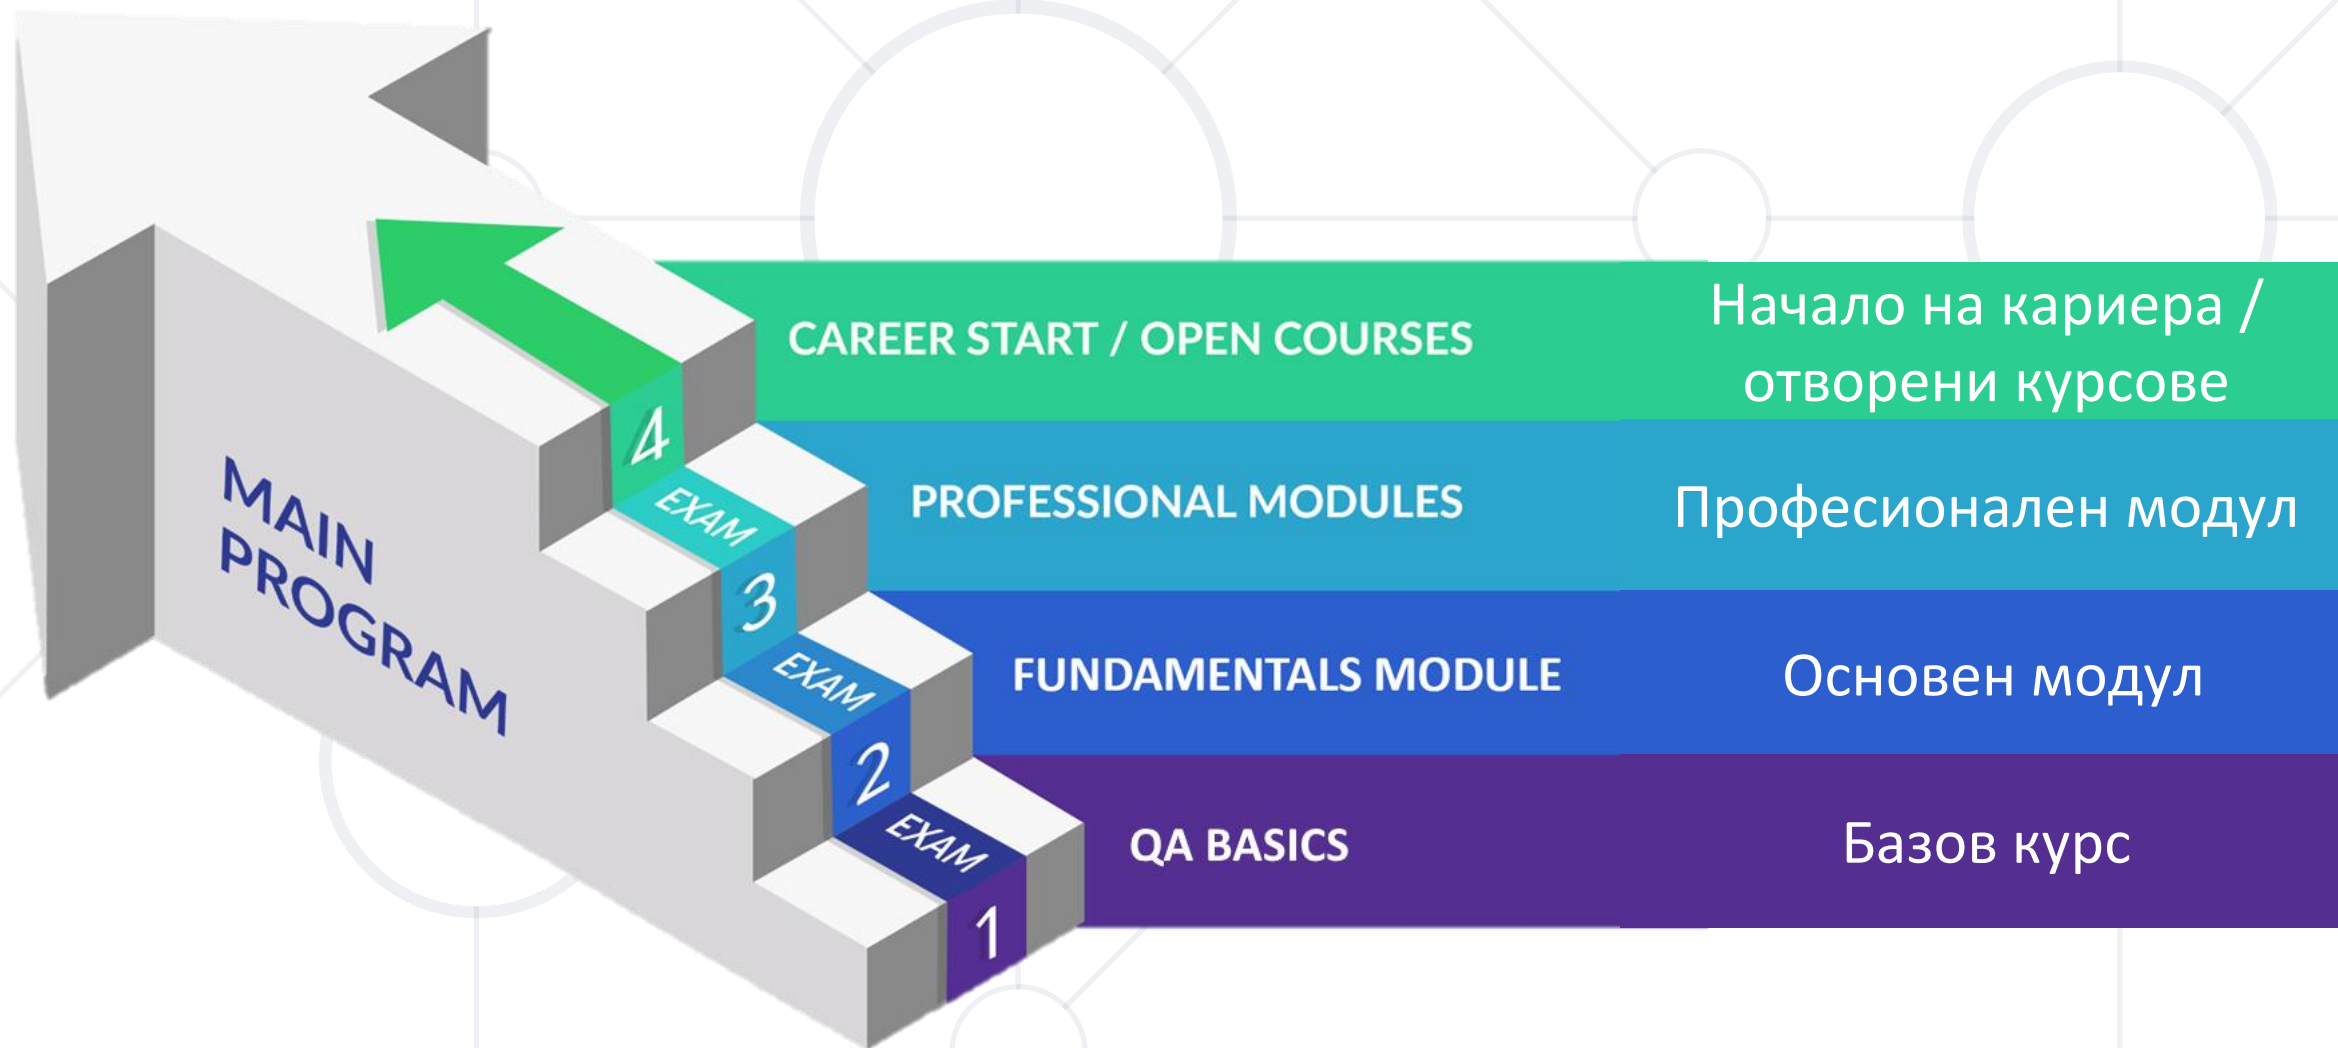 MAIN
PROGRAM
4
CAREER START / OPEN COURSES
Начало на кариера /
отворени курсове
EXAM
3
PROFESSIONAL MODULES
Професионален модул
EXAM
2
FUNDAMENTALS MODULE
Основен модул
EXAM
1
QA BASICS
Базов курс